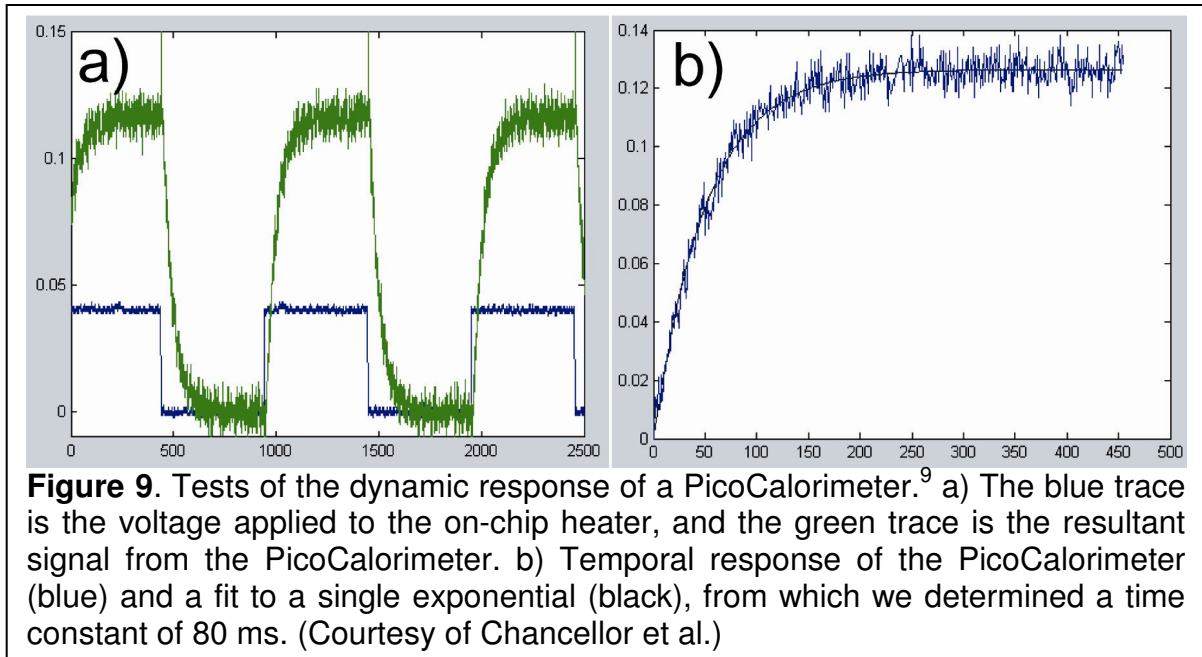 a)
0.15
0.1
0.05
0
0 500 1000 1500 2000 2500
b)
0.14
0.12
0.1
0.08
0.06
0.04
0.02
0
0 50 100 150 200 250 300 350 400 450 500
Figure 9. Tests of the dynamic response of a PicoCalorimeter.⁹ a) The blue trace
is the voltage applied to the on-chip heater, and the green trace is the resultant
signal from the PicoCalorimeter. b) Temporal response of the PicoCalorimeter
(blue) and a fit to a single exponential (black), from which we determined a time
constant of 80 ms. (Courtesy of Chancellor et al.)